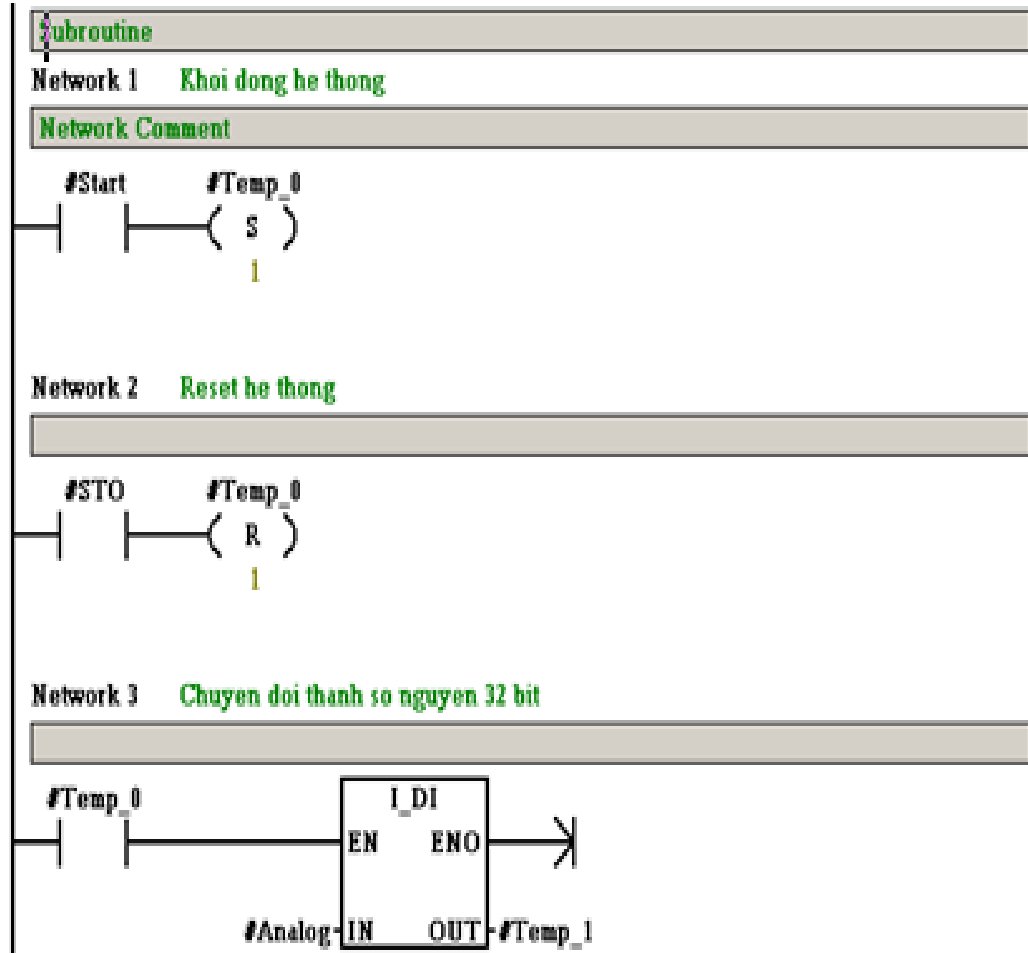 Subroutine
Network 1 Khoi dong he thong
Network Comment
#Start #Temp_0
S
1
Network 2 Reset he thong
#STO #Temp_0
R
1
Network 3 Chuyen doi thanh so nguyen 32 bit
#Temp_0 I_DI
EN ENO
#Analog IN OUT #Temp_1